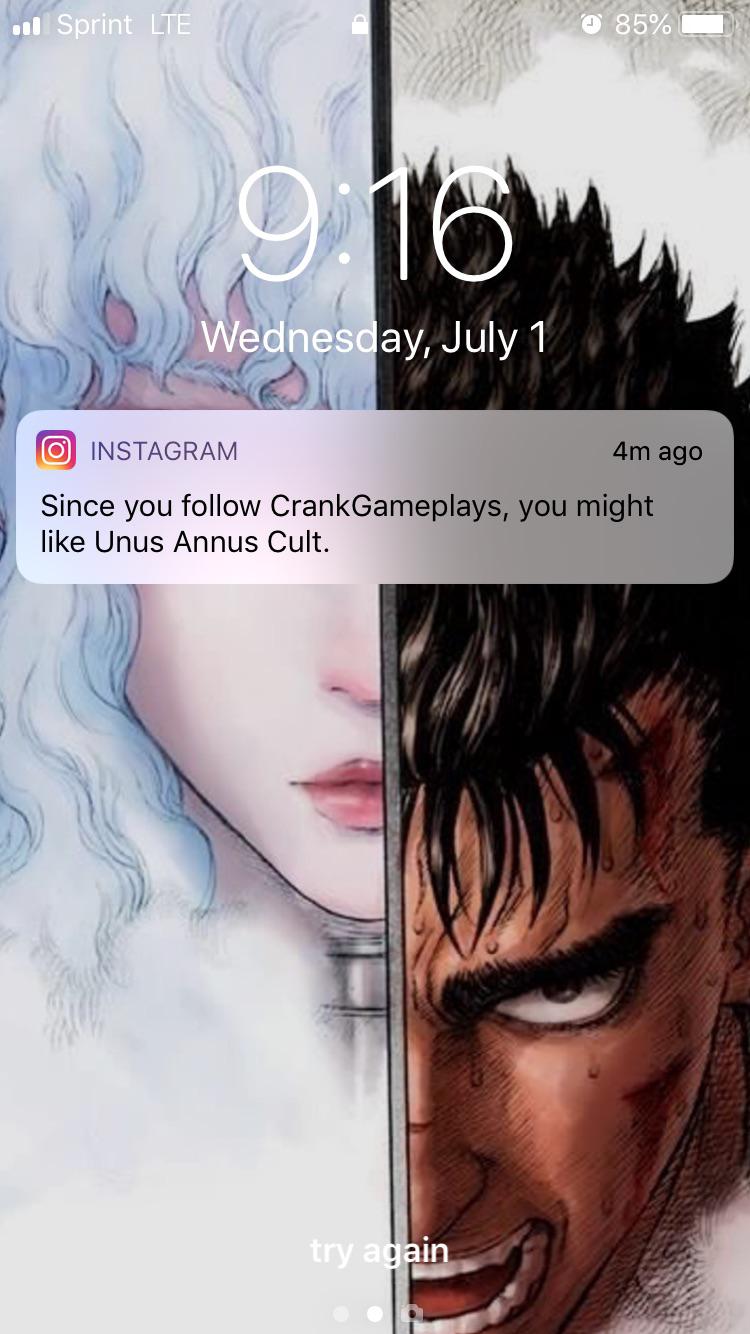 Sprint LTE 85%
9:16
Wednesday, July 1
INSTAGRAM 4m ago
Since you follow CrankGameplays, you might
like Unus Annus Cult.
try again